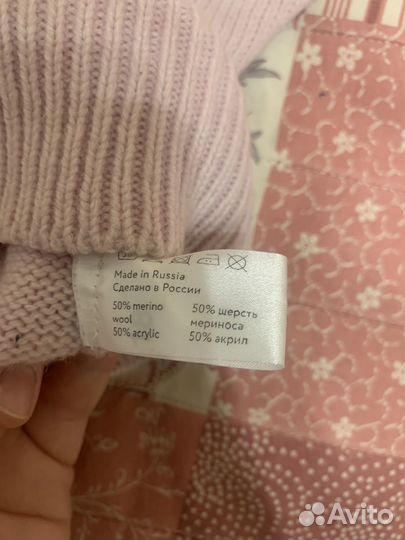 Made in Russia
Сделано в России
50% merino wool
50% acrylic
50% шерсть мериноса
50% акрил
Avito